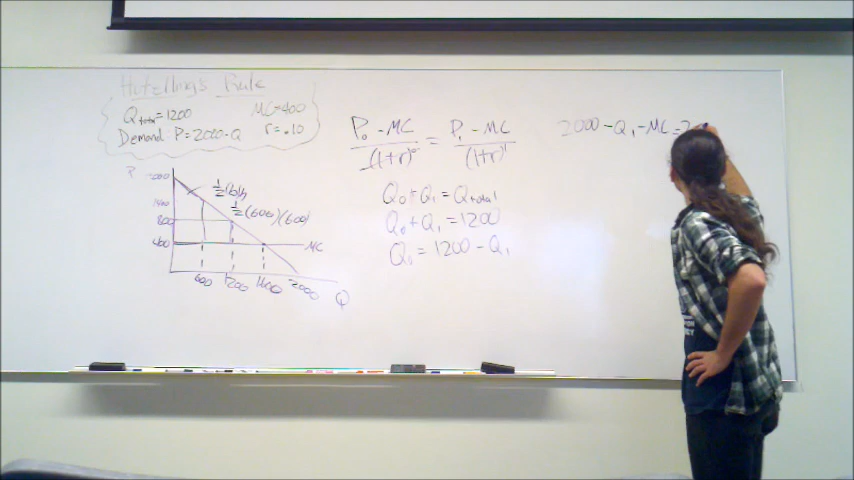 Hotelling's Rule
Qtotal=1200 MC=400
Demand: P=2000-Q r=.10
P₀ - MC / (1+r)⁰ = P₁ - MC / (1+r)¹
2000 - Q₁ - MC =
Q₀ + Q₁ = Qtotal
Q₀ + Q₁ = 1200
Q₀ = 1200 - Q₁
P
2000
½(b)h
½(600)(600)
1400
800
400
MC
600 1200 1600 2000
Q